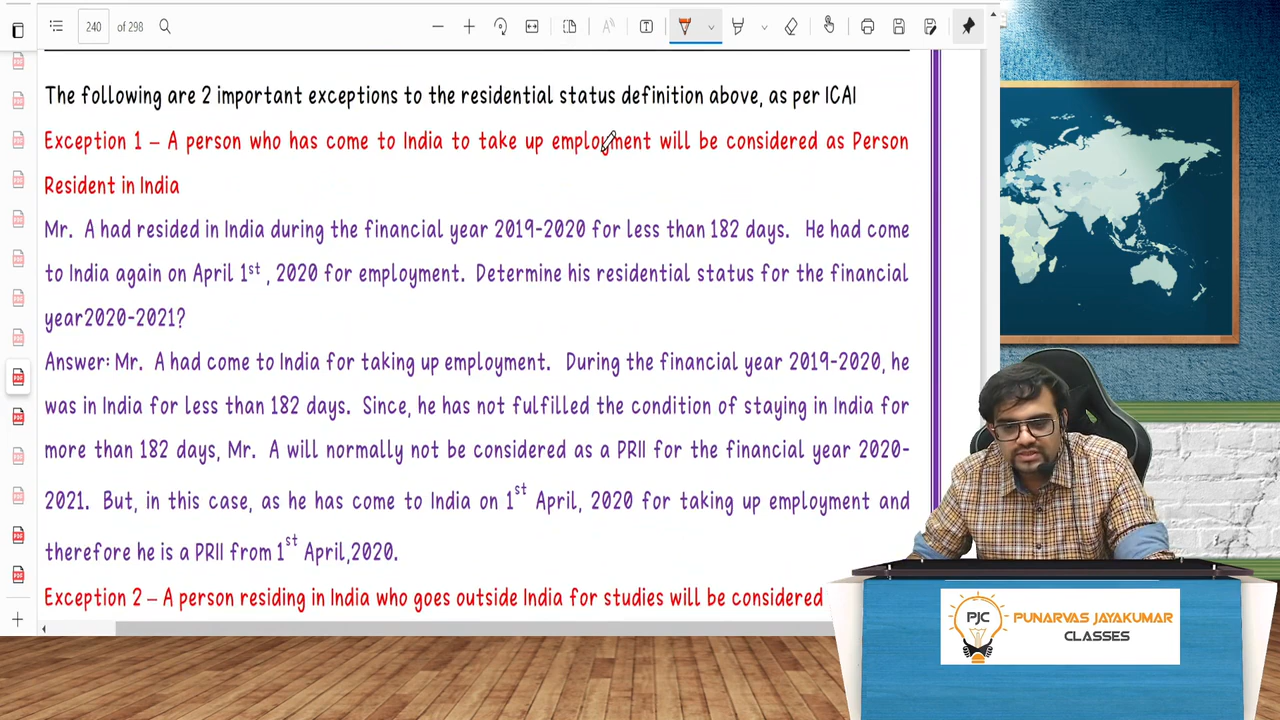 240 of 298
The following are 2 important exceptions to the residential status definition above, as per ICAI
Exception 1 – A person who has come to India to take up employment will be considered as Person
Resident in India
Mr. A had resided in India during the financial year 2019-2020 for less than 182 days. He had come
to India again on April 1st , 2020 for employment. Determine his residential status for the financial
year2020-2021?
Answer: Mr. A had come to India for taking up employment. During the financial year 2019-2020, he
was in India for less than 182 days. Since, he has not fulfilled the condition of staying in India for
more than 182 days, Mr. A will normally not be considered as a PRII for the financial year 2020-
2021. But, in this case, as he has come to India on 1st April, 2020 for taking up employment and
therefore he is a PRII from 1st April,2020.
Exception 2 – A person residing in India who goes outside India for studies will be considered
PJC
PUNARVAS JAYAKUMAR
CLASSES